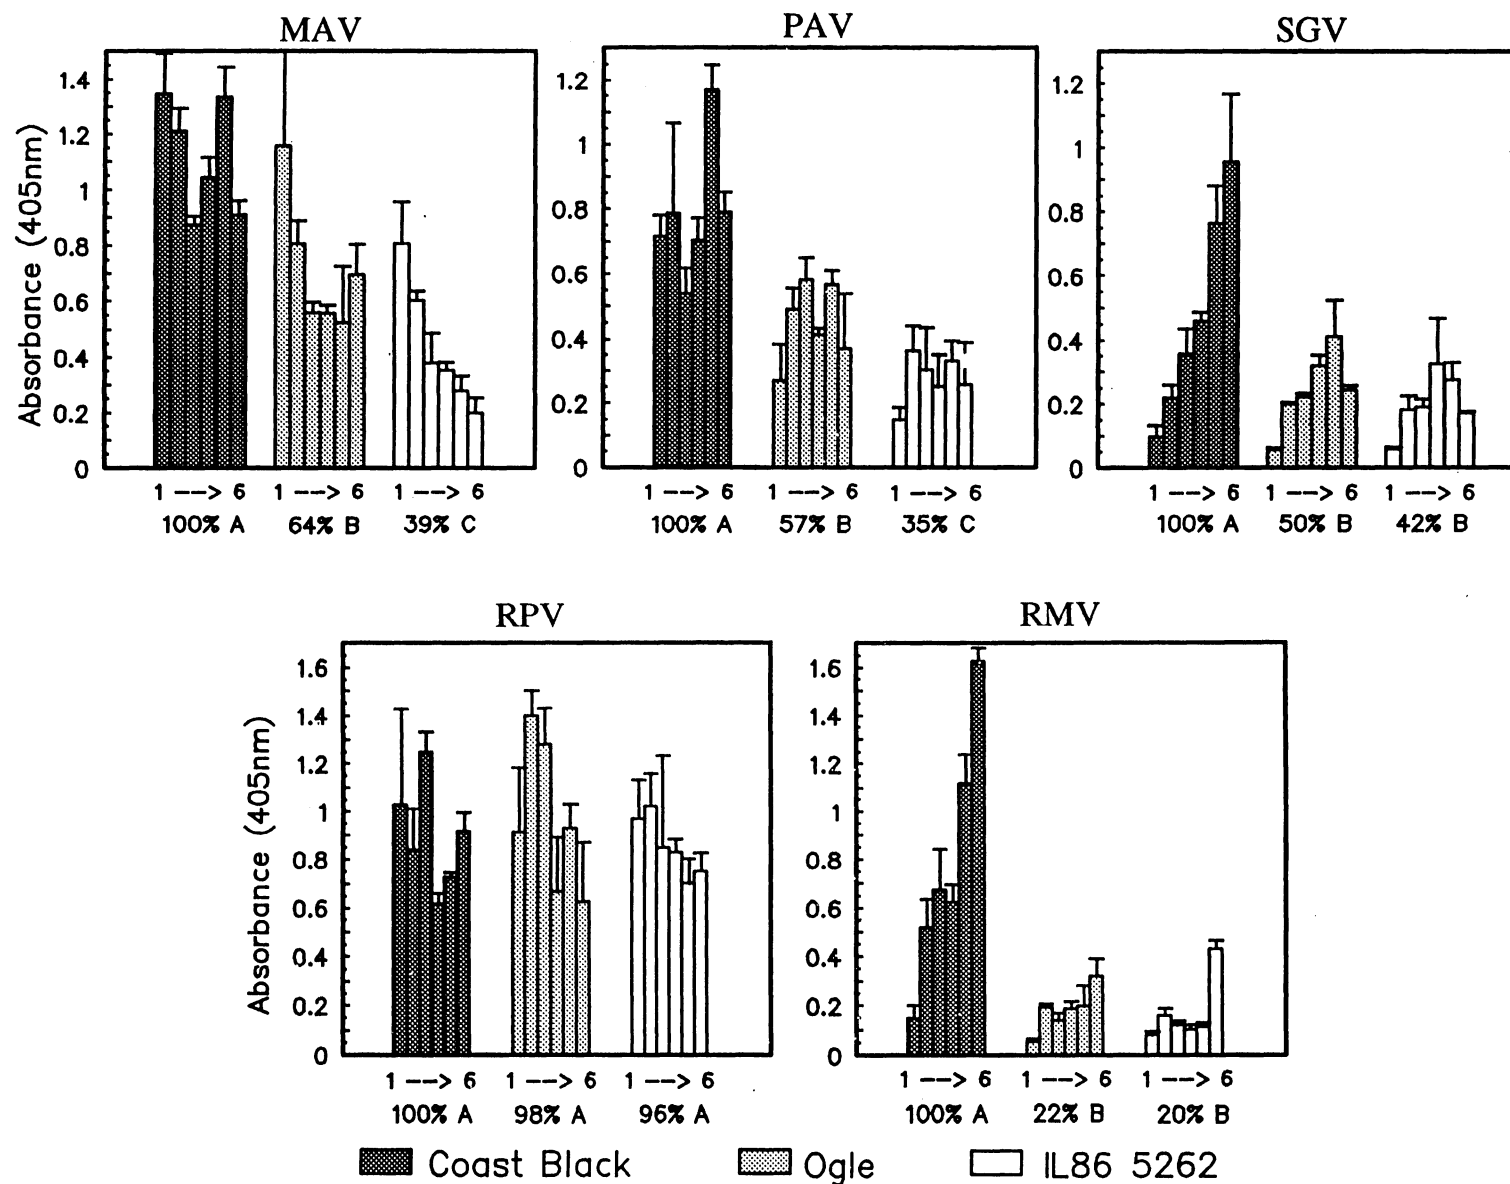 MAV
PAV
SGV
Absorbance (405nm)
1.4
1.2
1
0.8
0.6
0.4
0.2
0
1.2
1
0.8
0.6
0.4
0.2
0
1.2
1
0.8
0.6
0.4
0.2
0
1 --> 6 1 --> 6 1 --> 6
100% A 64% B 39% C
1 --> 6 1 --> 6 1 --> 6
100% A 57% B 35% C
1 --> 6 1 --> 6 1 --> 6
100% A 50% B 42% B
RPV
RMV
Absorbance (405nm)
1.6
1.4
1.2
1
0.8
0.6
0.4
0.2
0
1.6
1.4
1.2
1
0.8
0.6
0.4
0.2
0
1 --> 6 1 --> 6 1 --> 6
100% A 98% A 96% A
1 --> 6 1 --> 6 1 --> 6
100% A 22% B 20% B
Coast Black Ogle IL86 5262